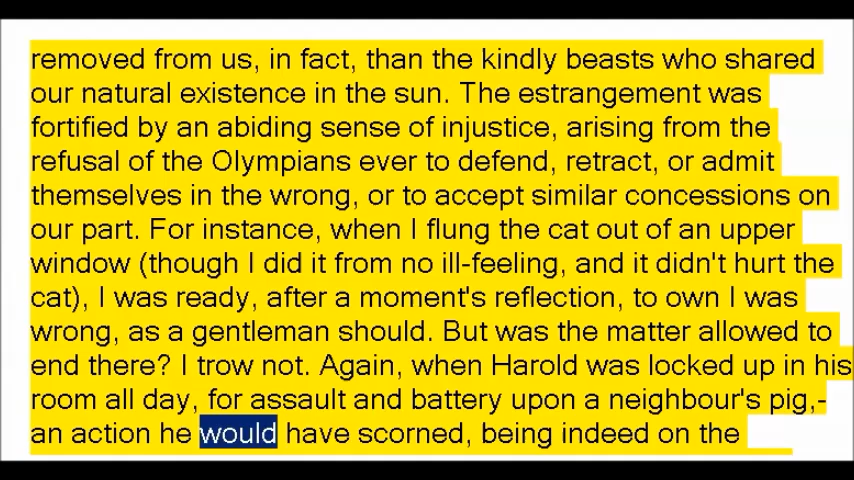 removed from us, in fact, than the kindly beasts who shared
our natural existence in the sun. The estrangement was
fortified by an abiding sense of injustice, arising from the
refusal of the Olympians ever to defend, retract, or admit
themselves in the wrong, or to accept similar concessions on
our part. For instance, when I flung the cat out of an upper
window (though I did it from no ill-feeling, and it didn't hurt the
cat), I was ready, after a moment's reflection, to own I was
wrong, as a gentleman should. But was the matter allowed to
end there? I trow not. Again, when Harold was locked up in his
room all day, for assault and battery upon a neighbour's pig,-
an action he would have scorned, being indeed on the